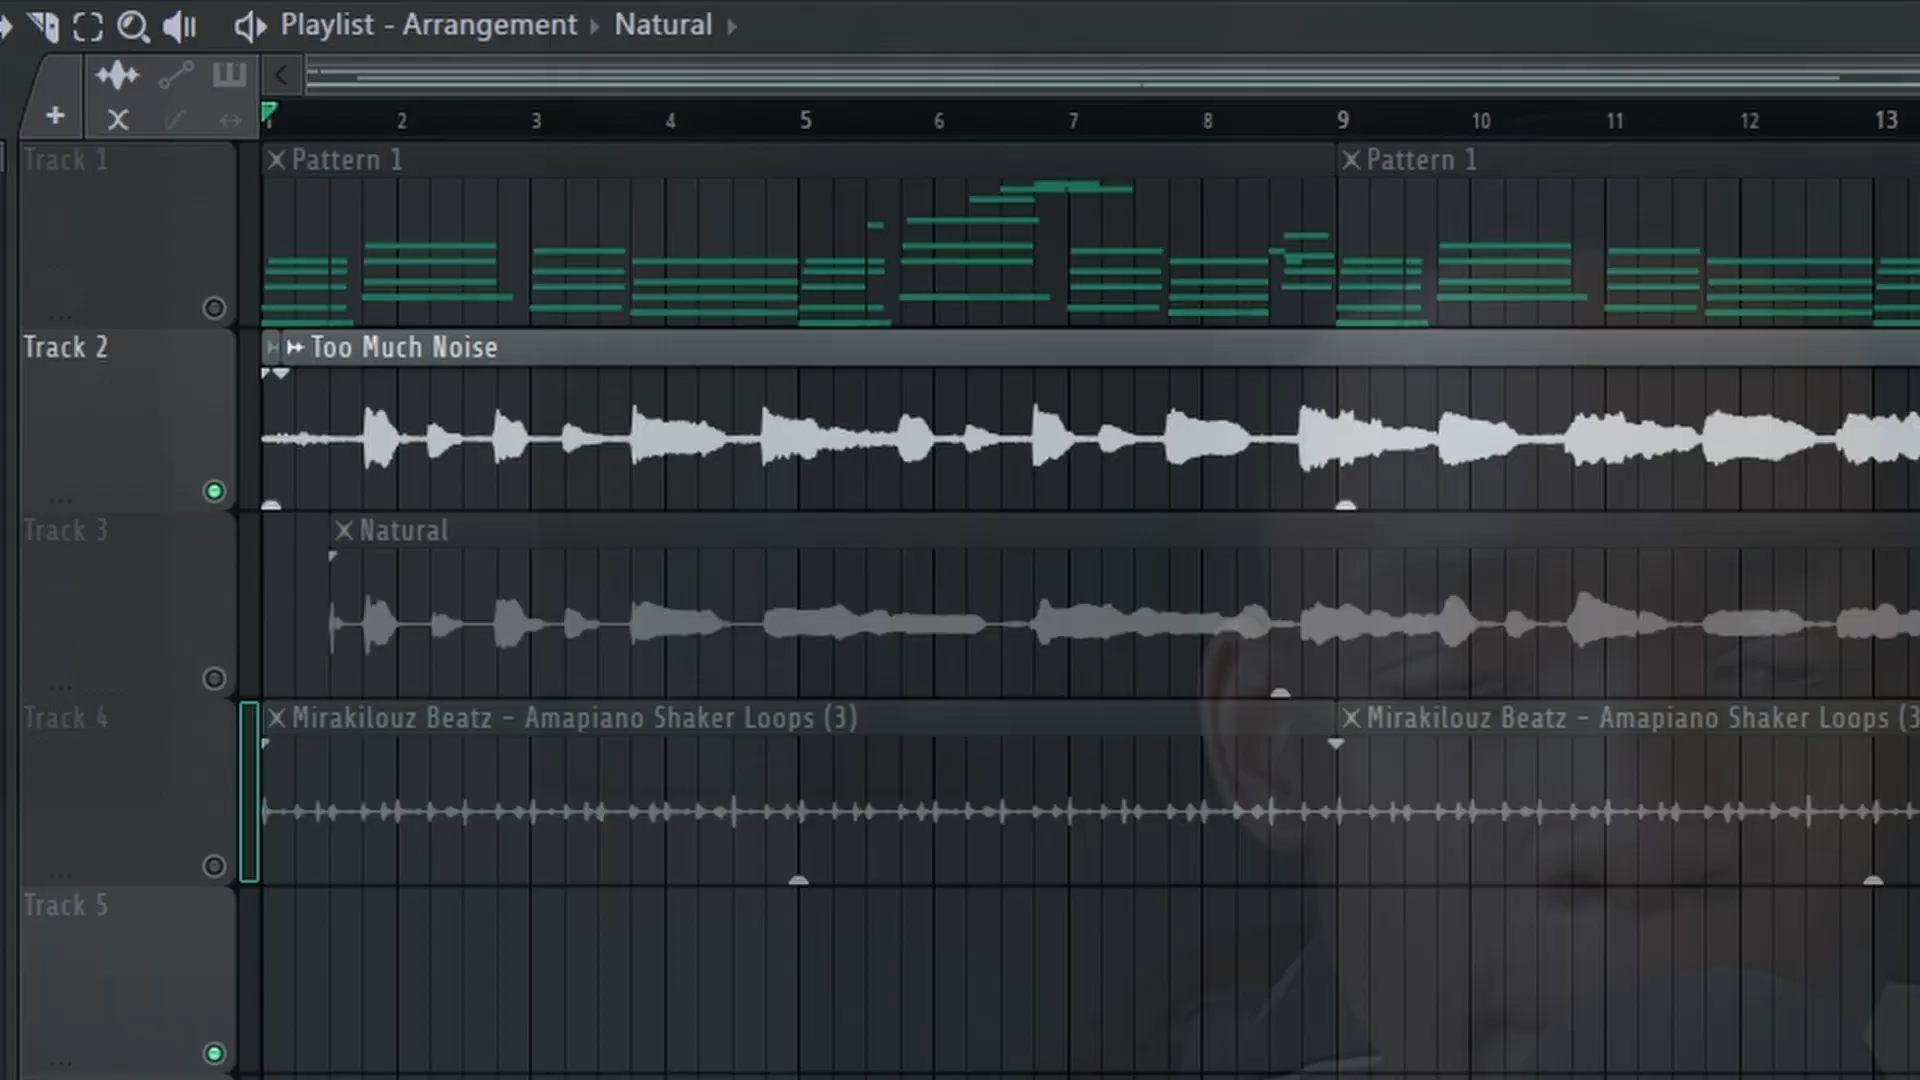 Playlist - Arrangement Natural
1 2 3 4 5 6 7 8 9 10 11 12 13
Track 1
Pattern 1
Pattern 1
...
Track 2
Too Much Noise
...
Track 3
Natural
...
Track 4
Mirakilouz Beatz - Amapiano Shaker Loops (3)
Mirakilouz Beatz - Amapiano Shaker Loops (3
...
Track 5
...